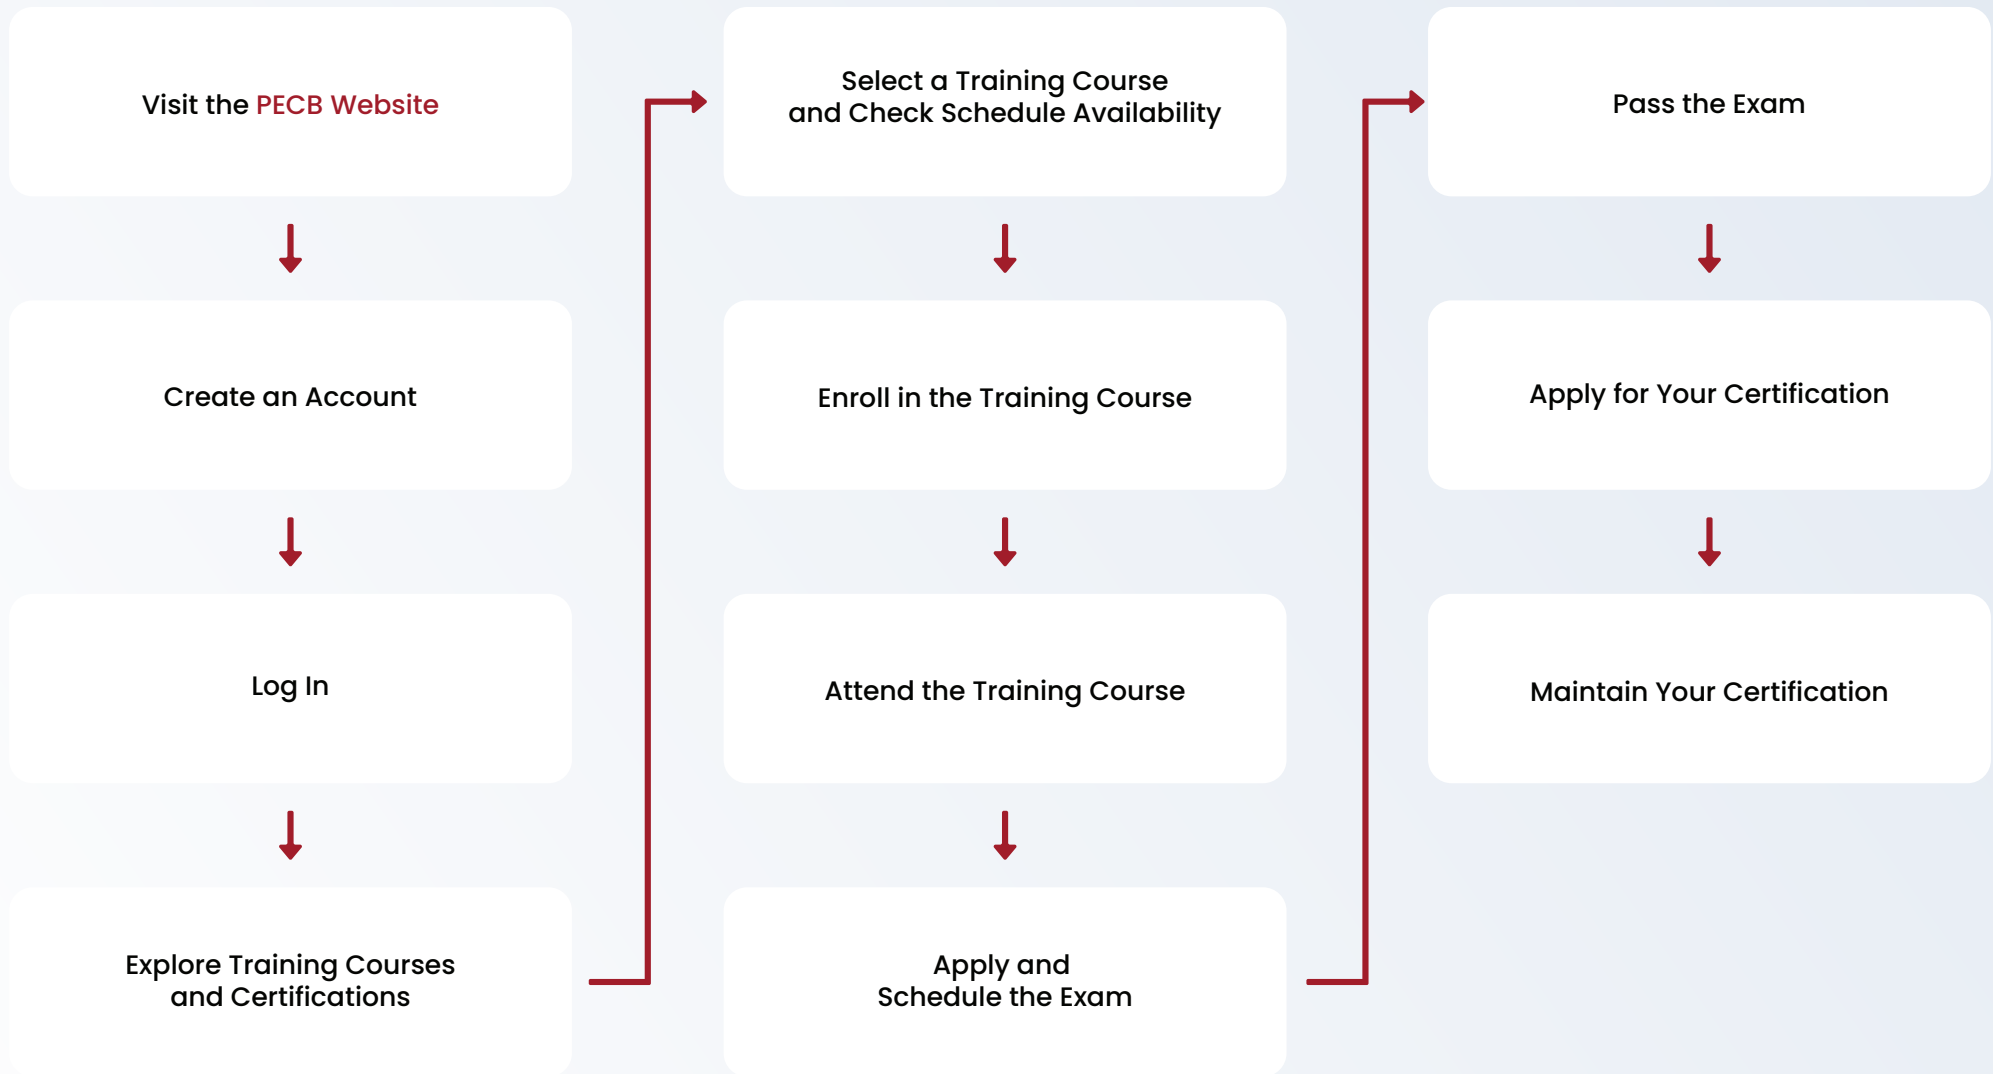 Visit the PECB Website
Create an Account
Log In
Explore Training Courses
and Certifications
Select a Training Course
and Check Schedule Availability
Enroll in the Training Course
Attend the Training Course
Apply and
Schedule the Exam
Pass the Exam
Apply for Your Certification
Maintain Your Certification